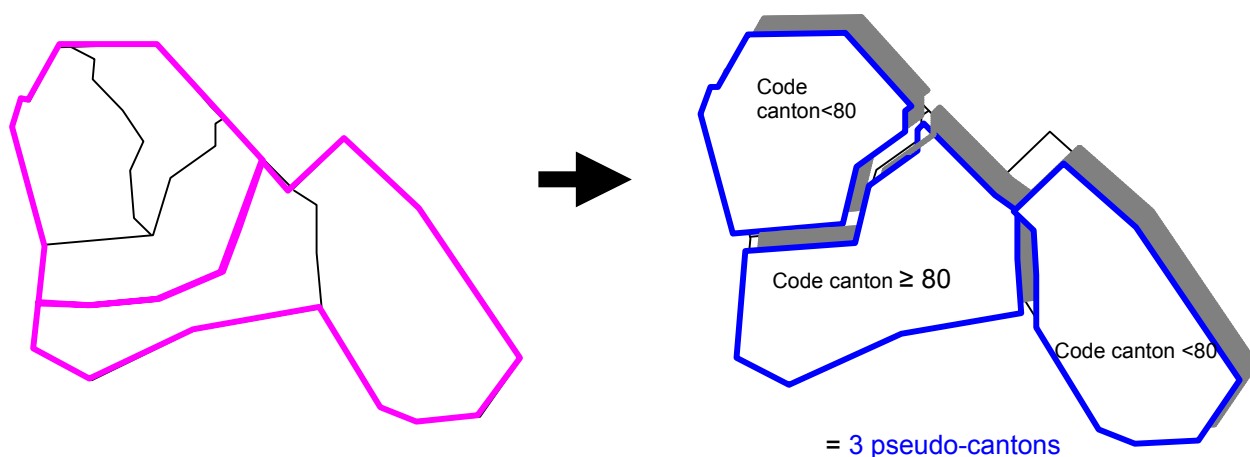 Code
canton<80
Code canton ≥ 80
Code canton <80
= 3 pseudo-cantons